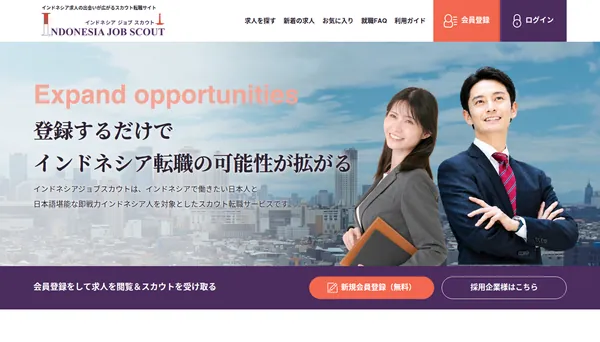 インドネシア求人の出会いが広がるスカウト転職サイト
インドネシア ジョブ スカウト
INDONESIA JOB SCOUT
求人を探す 新着の求人 お気に入り 就職FAQ 利用ガイド
会員登録
ログイン
Expand opportunities
登録するだけで
インドネシア転職の可能性が拡がる
インドネシアジョブスカウトは、インドネシアで働きたい日本人と
日本語堪能な即戦力インドネシア人を対象としたスカウト転職サービスです。
会員登録をして求人を閲覧＆スカウトを受け取る
新規会員登録（無料）
採用企業様はこちら